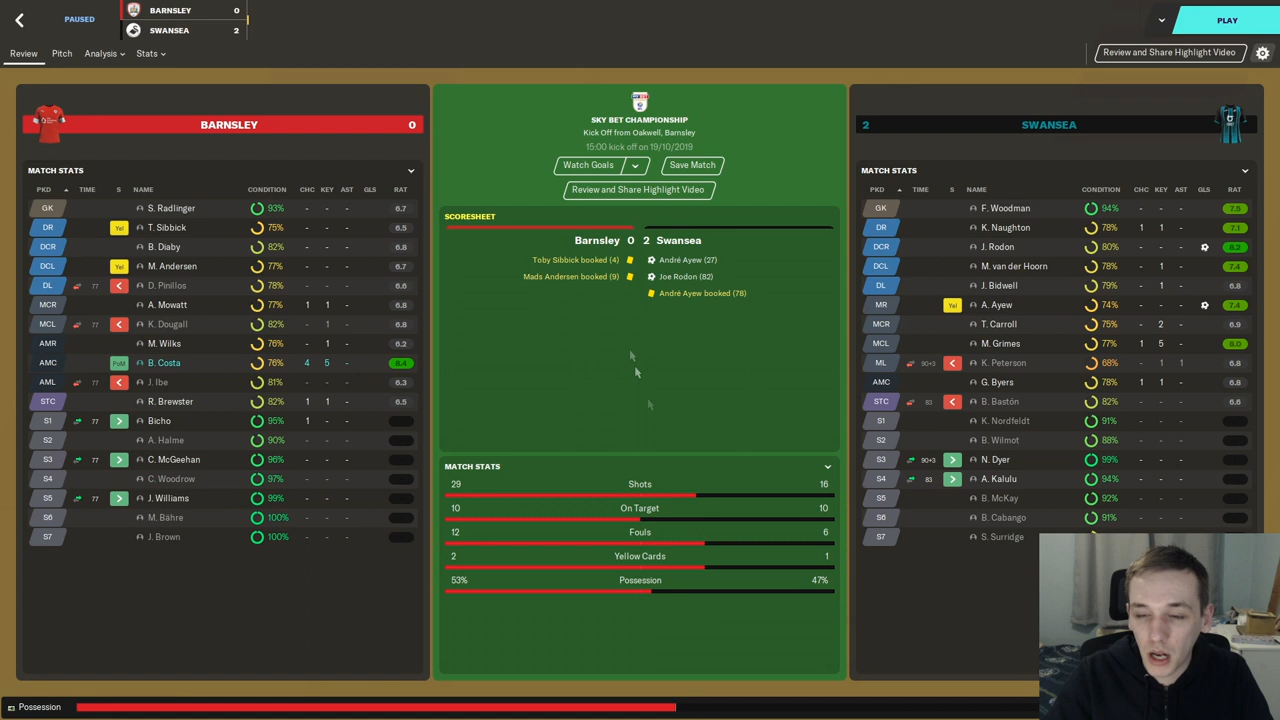 PAUSED
BARNSLEY 0
SWANSEA 2
PLAY
Review Pitch Analysis Stats
Review and Share Highlight Video
BARNSLEY 0
SKY BET CHAMPIONSHIP
Kick Off from Oakwell, Barnsley
15:00 kick off on 19/10/2019
Watch Goals Save Match
Review and Share Highlight Video
2 SWANSEA
MATCH STATS
PKD TIME S NAME CONDITION CHC KEY AST GLS RAT
GK S. Radlinger 93% - - - 6.7
DR Yel T. Sibbick 75% - - - 6.5
DCR B. Diaby 82% - - - 6.8
DCL Yel M. Andersen 77% - - - 6.7
DL 77 D. Pinillos 78% - - - 6.6
MCR A. Mowatt 77% 1 1 - 6.8
MCL 77 K. Dougall 82% - 1 - 6.8
AMR M. Wilks 76% - 1 - 6.2
AMC PoM B. Costa 76% 4 5 - 8.4
AML 77 J. Ibe 81% - - - 6.3
STC R. Brewster 82% 1 1 - 6.5
S1 77 Bicho 95% 1 - -
S2 A. Halme 90% - - -
S3 77 C. McGeehan 96% - - -
S4 C. Woodrow 97% - - -
S5 77 J. Williams 99% - - -
S6 M. Bähre 100% - - -
S7 J. Brown 100% - - -
SCORESHEET
Barnsley 0 2 Swansea
Toby Sibbick booked (4) André Ayew (27)
Mads Andersen booked (9) Joe Rodon (82)
André Ayew booked (78)
MATCH STATS
29 Shots 16
10 On Target 10
12 Fouls 6
2 Yellow Cards 1
53% Possession 47%
MATCH STATS
PKD TIME S NAME CONDITION CHC KEY AST GLS RAT
GK F. Woodman 94% - - - 7.5
DR K. Naughton 78% 1 1 - 7.1
DCR J. Rodon 80% - - - 8.2
DCL M. van der Hoorn 78% - - - 7.4
DL J. Bidwell 79% - 1 - 6.8
MR Yel A. Ayew 74% - - - 7.4
MCR T. Carroll 75% - 2 - 6.9
MCL M. Grimes 77% 1 5 - 8.0
ML 90+3 K. Peterson 68% - 1 1 6.8
AMC G. Byers 78% 1 1 - 6.8
STC 83 B. Bastón 82% - - - 6.6
S1 K. Nordfeldt 91% - - -
S2 B. Wilmot 88% - - -
S3 90+3 N. Dyer 99% - - -
S4 83 A. Kalulu 94% - - -
S5 B. McKay 92% - - -
S6 B. Cabango 91% - - -
S7 S. Surridge
Possession